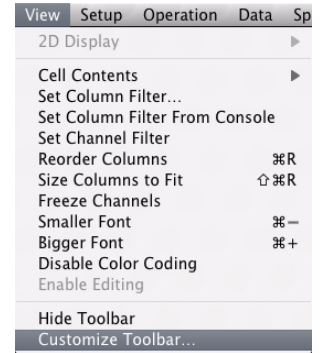 View Setup Operation Data Sp
2D Display ▶
Cell Contents ▶
Set Column Filter...
Set Column Filter From Console
Set Channel Filter
Reorder Columns ⌘R
Size Columns to Fit ⇧⌘R
Freeze Channels
Smaller Font ⌘−
Bigger Font ⌘+
Disable Color Coding
Enable Editing
Hide Toolbar
Customize Toolbar...